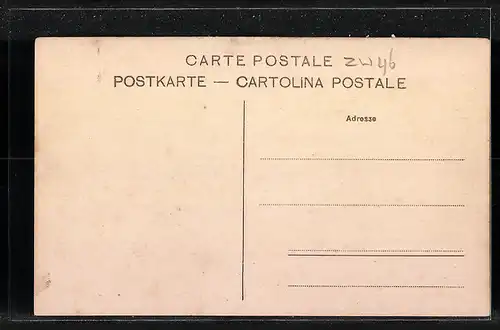 CARTE POSTALE ZW46
POSTKARTE — CARTOLINA POSTALE
Adresse